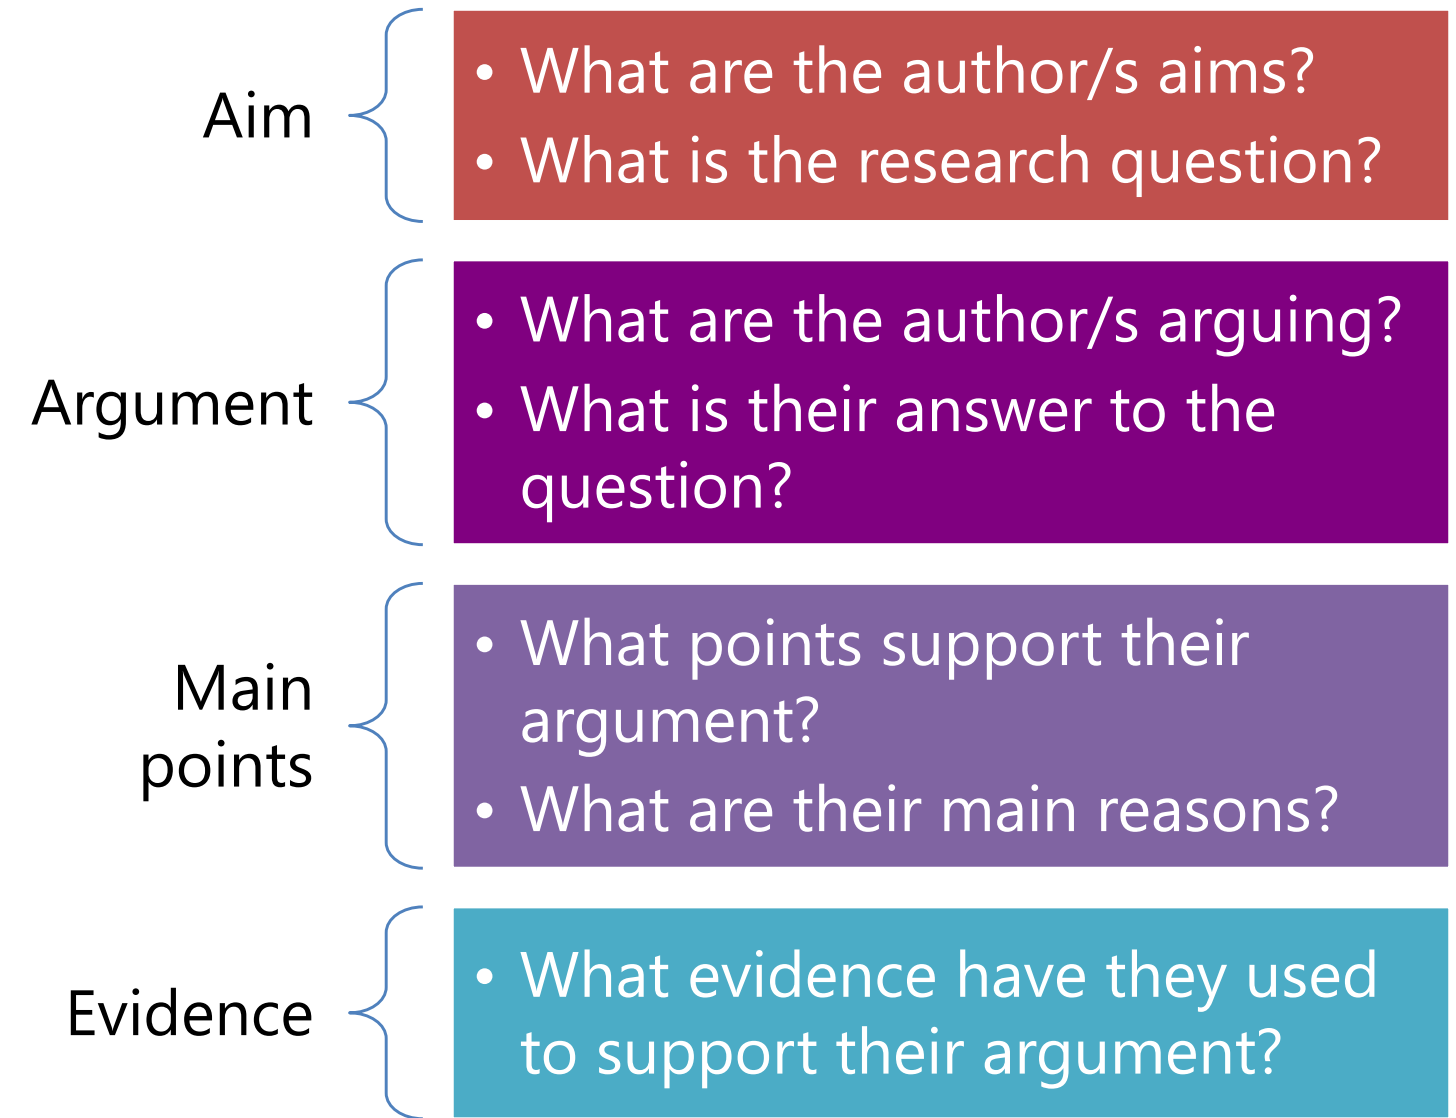 Aim
• What are the author/s aims?
• What is the research question?
Argument
• What are the author/s arguing?
• What is their answer to the
question?
Main
points
• What points support their
argument?
• What are their main reasons?
Evidence
• What evidence have they used
to support their argument?